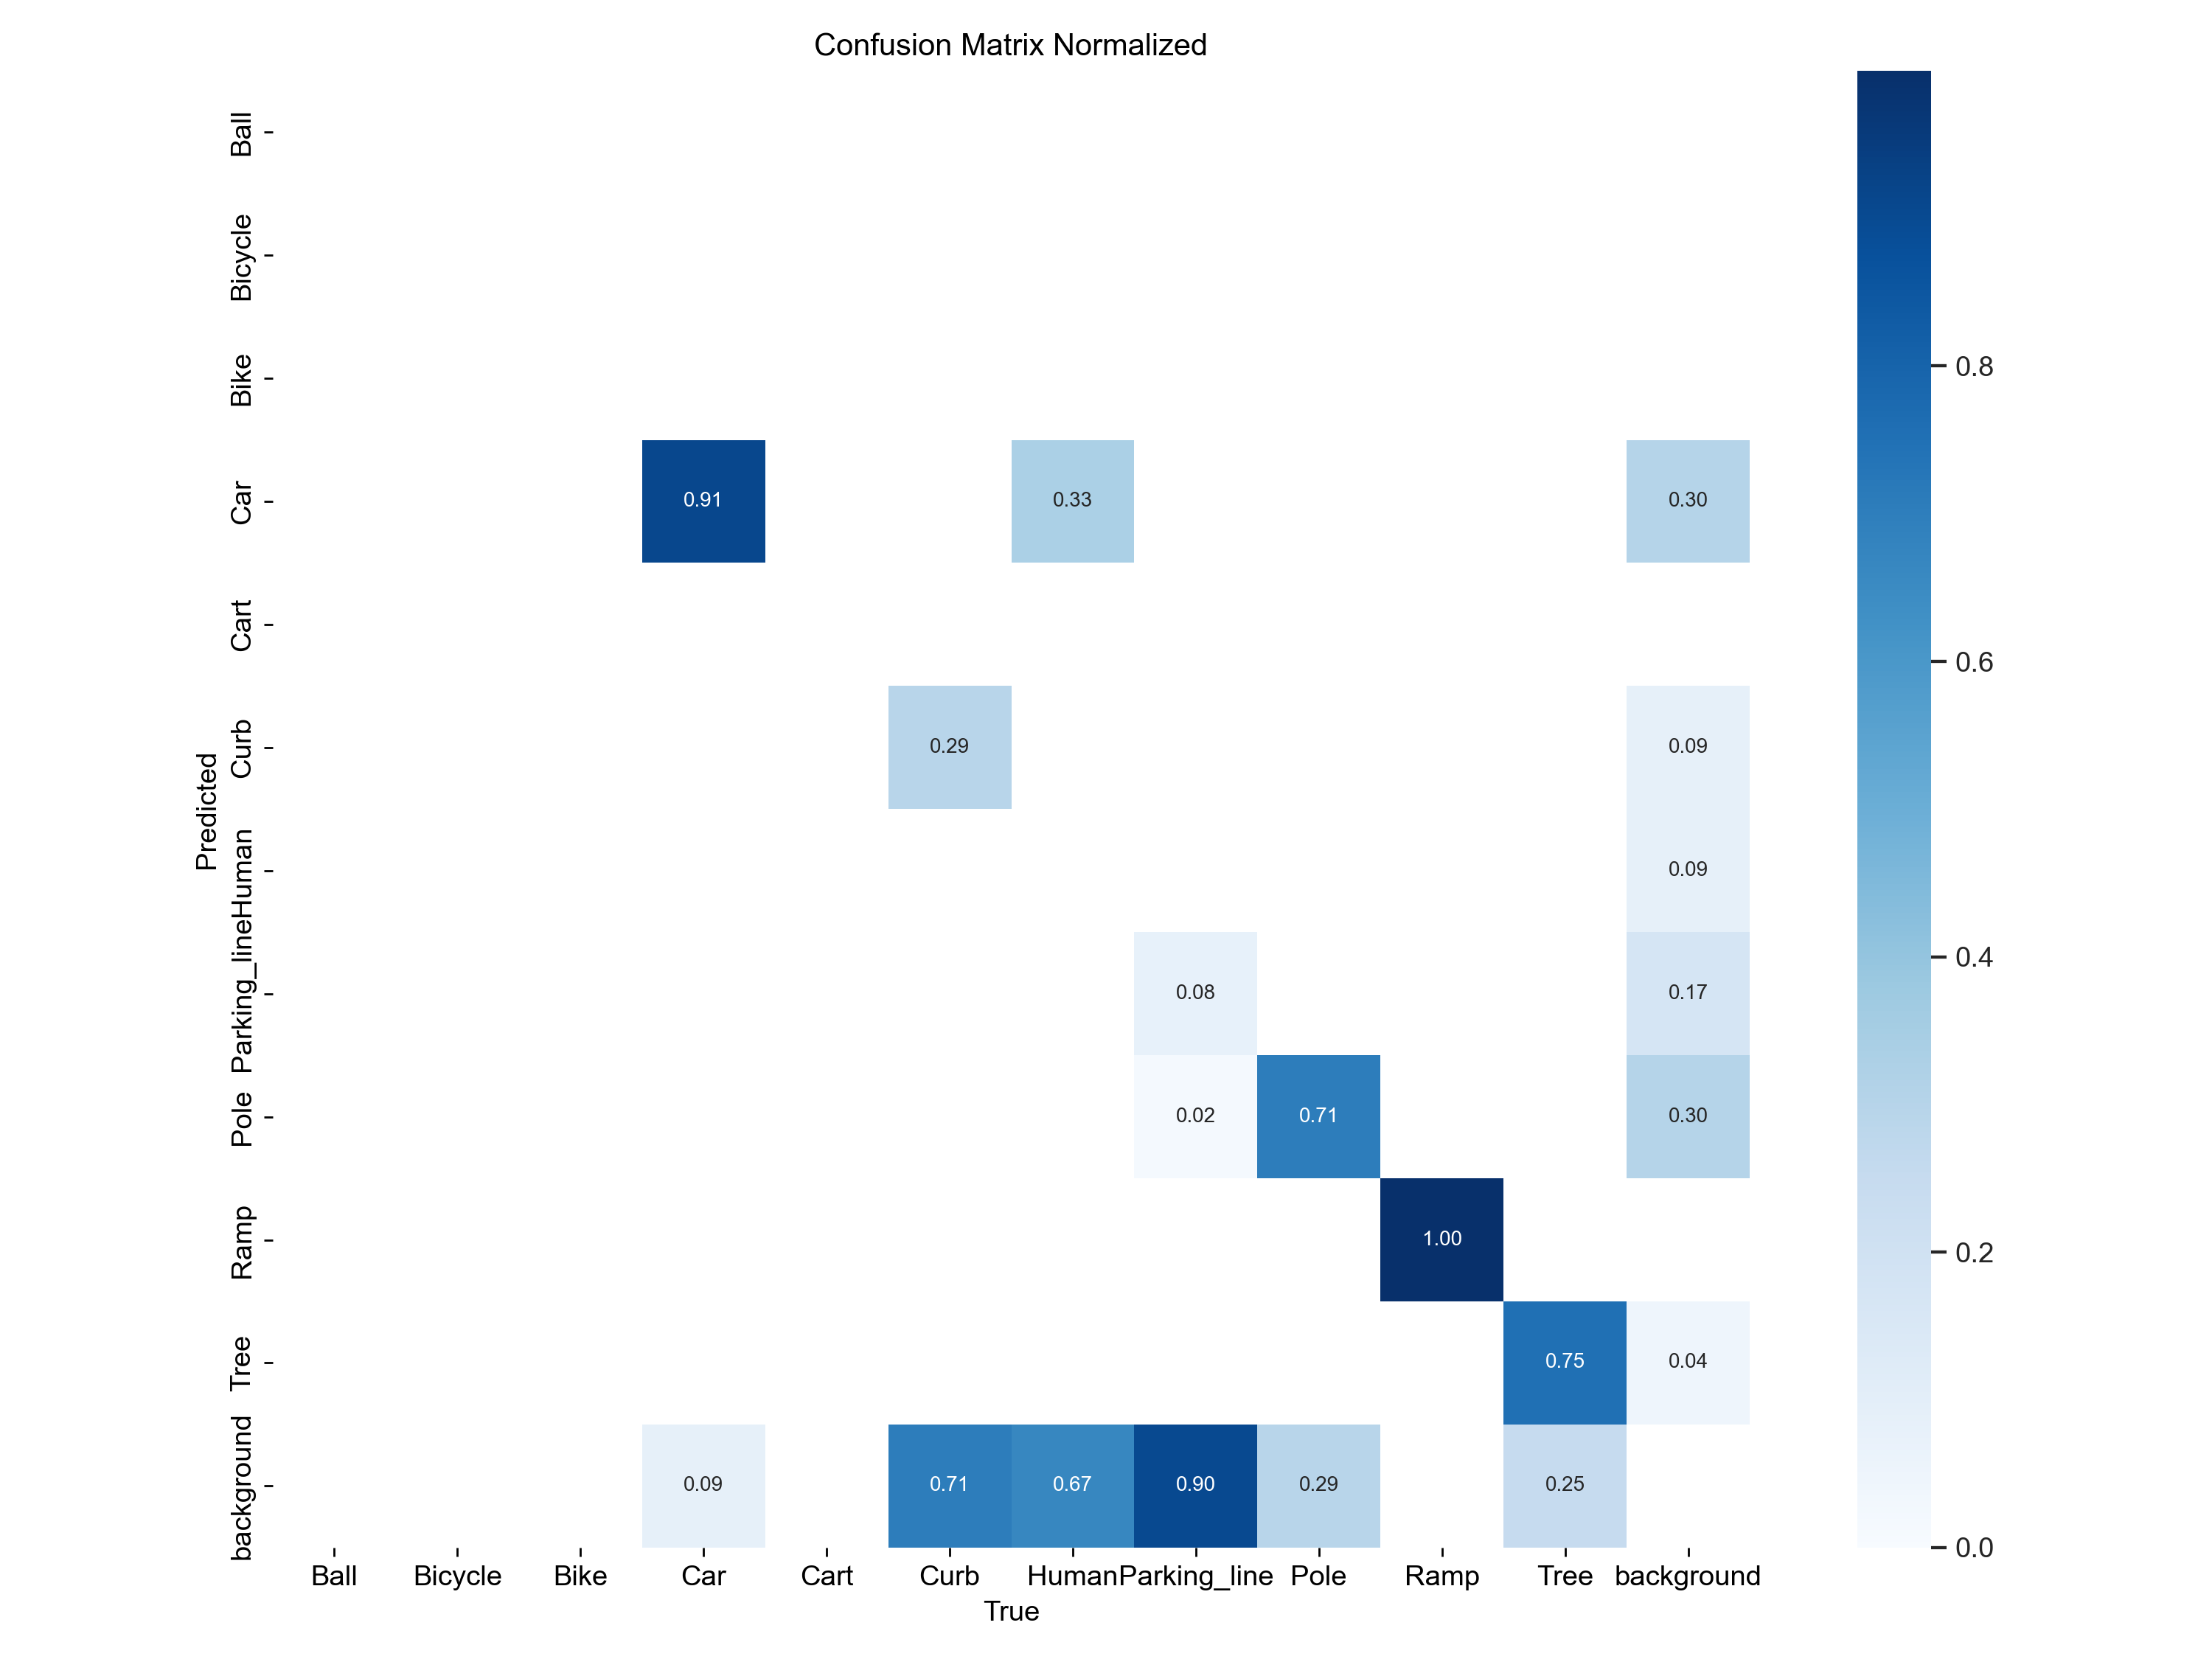 Confusion Matrix Normalized
Ball
Bicycle
Bike
Car
Cart
Curb
Human
Parking_line
Pole
Ramp
Tree
background
Predicted
0.91 0.33 0.30
0.29 0.09
0.09
0.08 0.17
0.02 0.71 0.30
1.00
0.75 0.04
0.09 0.71 0.67 0.90 0.29 0.25
Ball Bicycle Bike Car Cart Curb Human Parking_line Pole Ramp Tree background
True
0.8
0.6
0.4
0.2
0.0